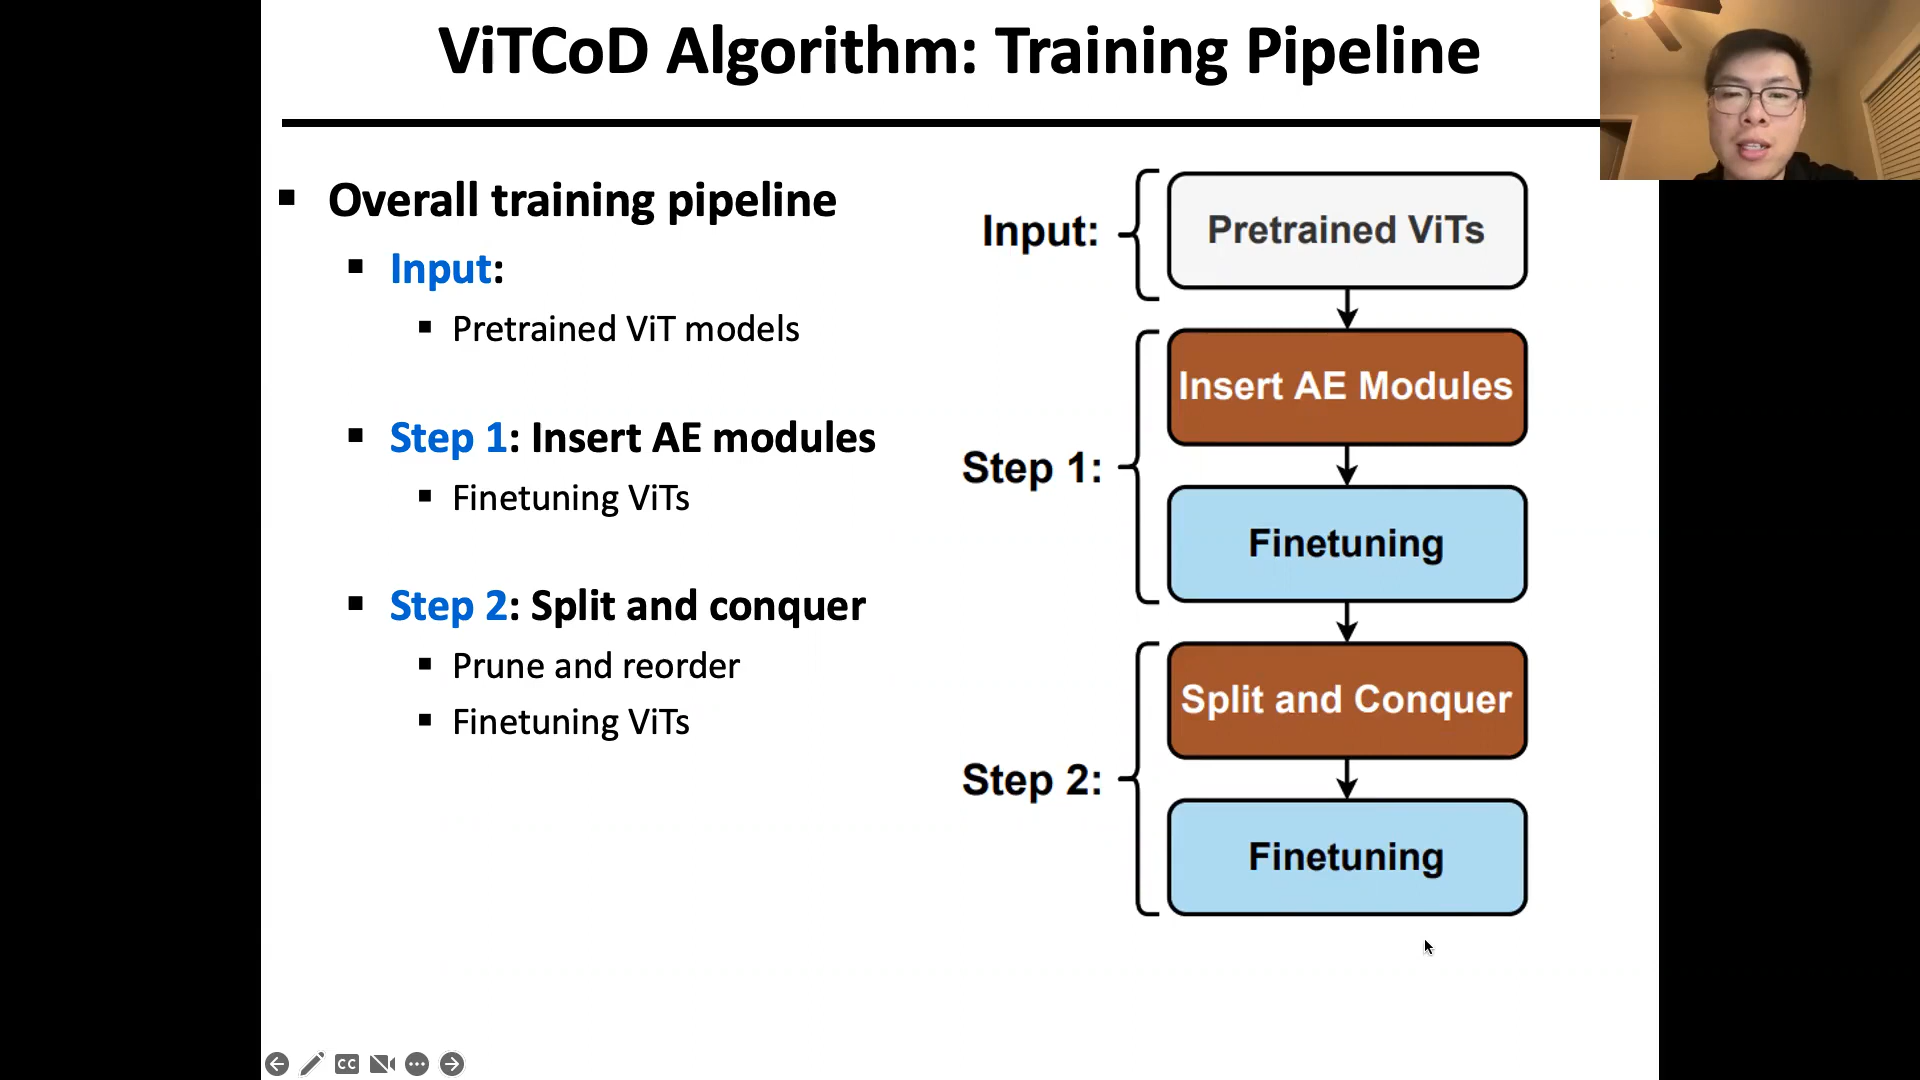 ViTCoD Algorithm: Training Pipeline
Overall training pipeline
Input:
Pretrained ViT models
Step 1: Insert AE modules
Finetuning ViTs
Step 2: Split and conquer
Prune and reorder
Finetuning ViTs
Input:
Pretrained ViTs
Step 1:
Insert AE Modules
Finetuning
Step 2:
Split and Conquer
Finetuning
CC